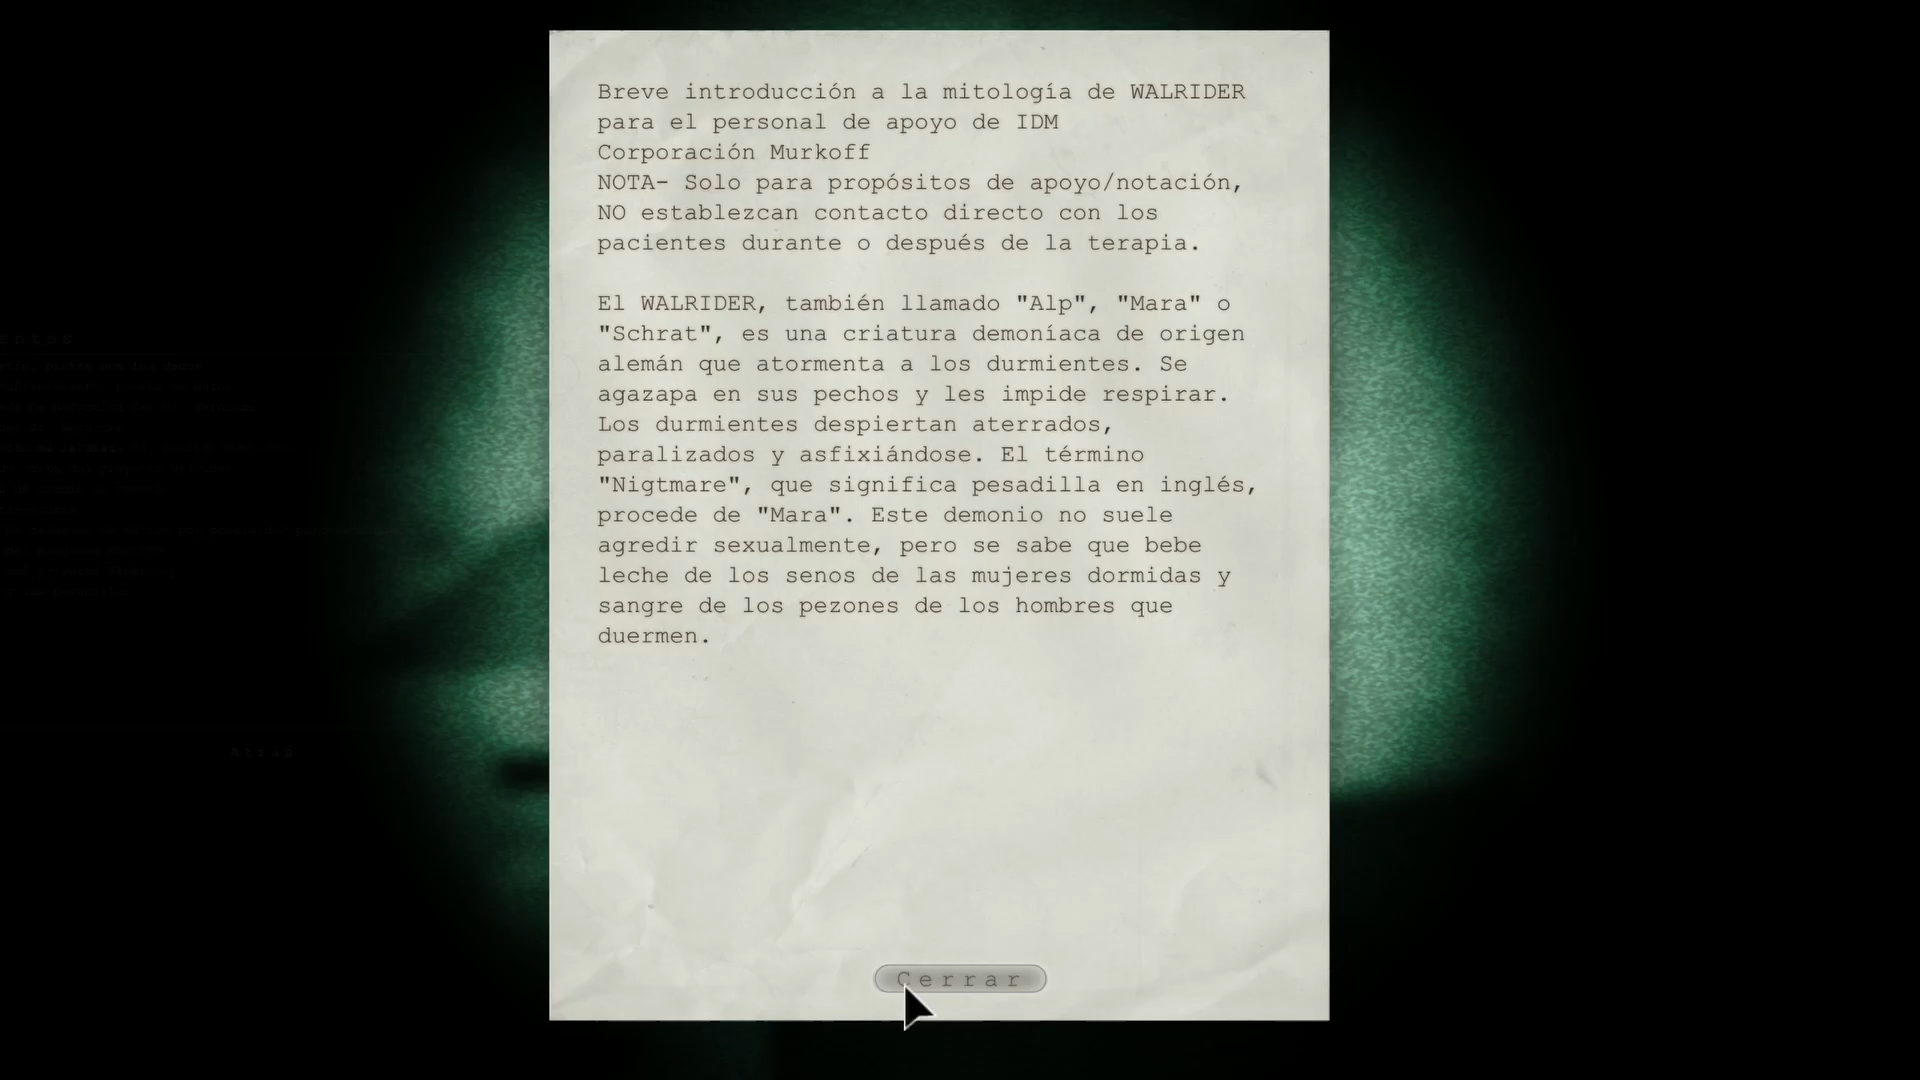 Breve introducción a la mitología de WALRIDER
para el personal de apoyo de IDM
Corporación Murkoff
NOTA- Solo para propósitos de apoyo/notación,
NO establezcan contacto directo con los
pacientes durante o después de la terapia.
El WALRIDER, también llamado "Alp", "Mara" o
"Schrat", es una criatura demoníaca de origen
alemán que atormenta a los durmientes. Se
agazapa en sus pechos y les impide respirar.
Los durmientes despiertan aterrados,
paralizados y asfixiándose. El término
"Nigtmare", que significa pesadilla en inglés,
procede de "Mara". Este demonio no suele
agredir sexualmente, pero se sabe que bebe
leche de los senos de las mujeres dormidas y
sangre de los pezones de los hombres que
duermen.
Cerrar